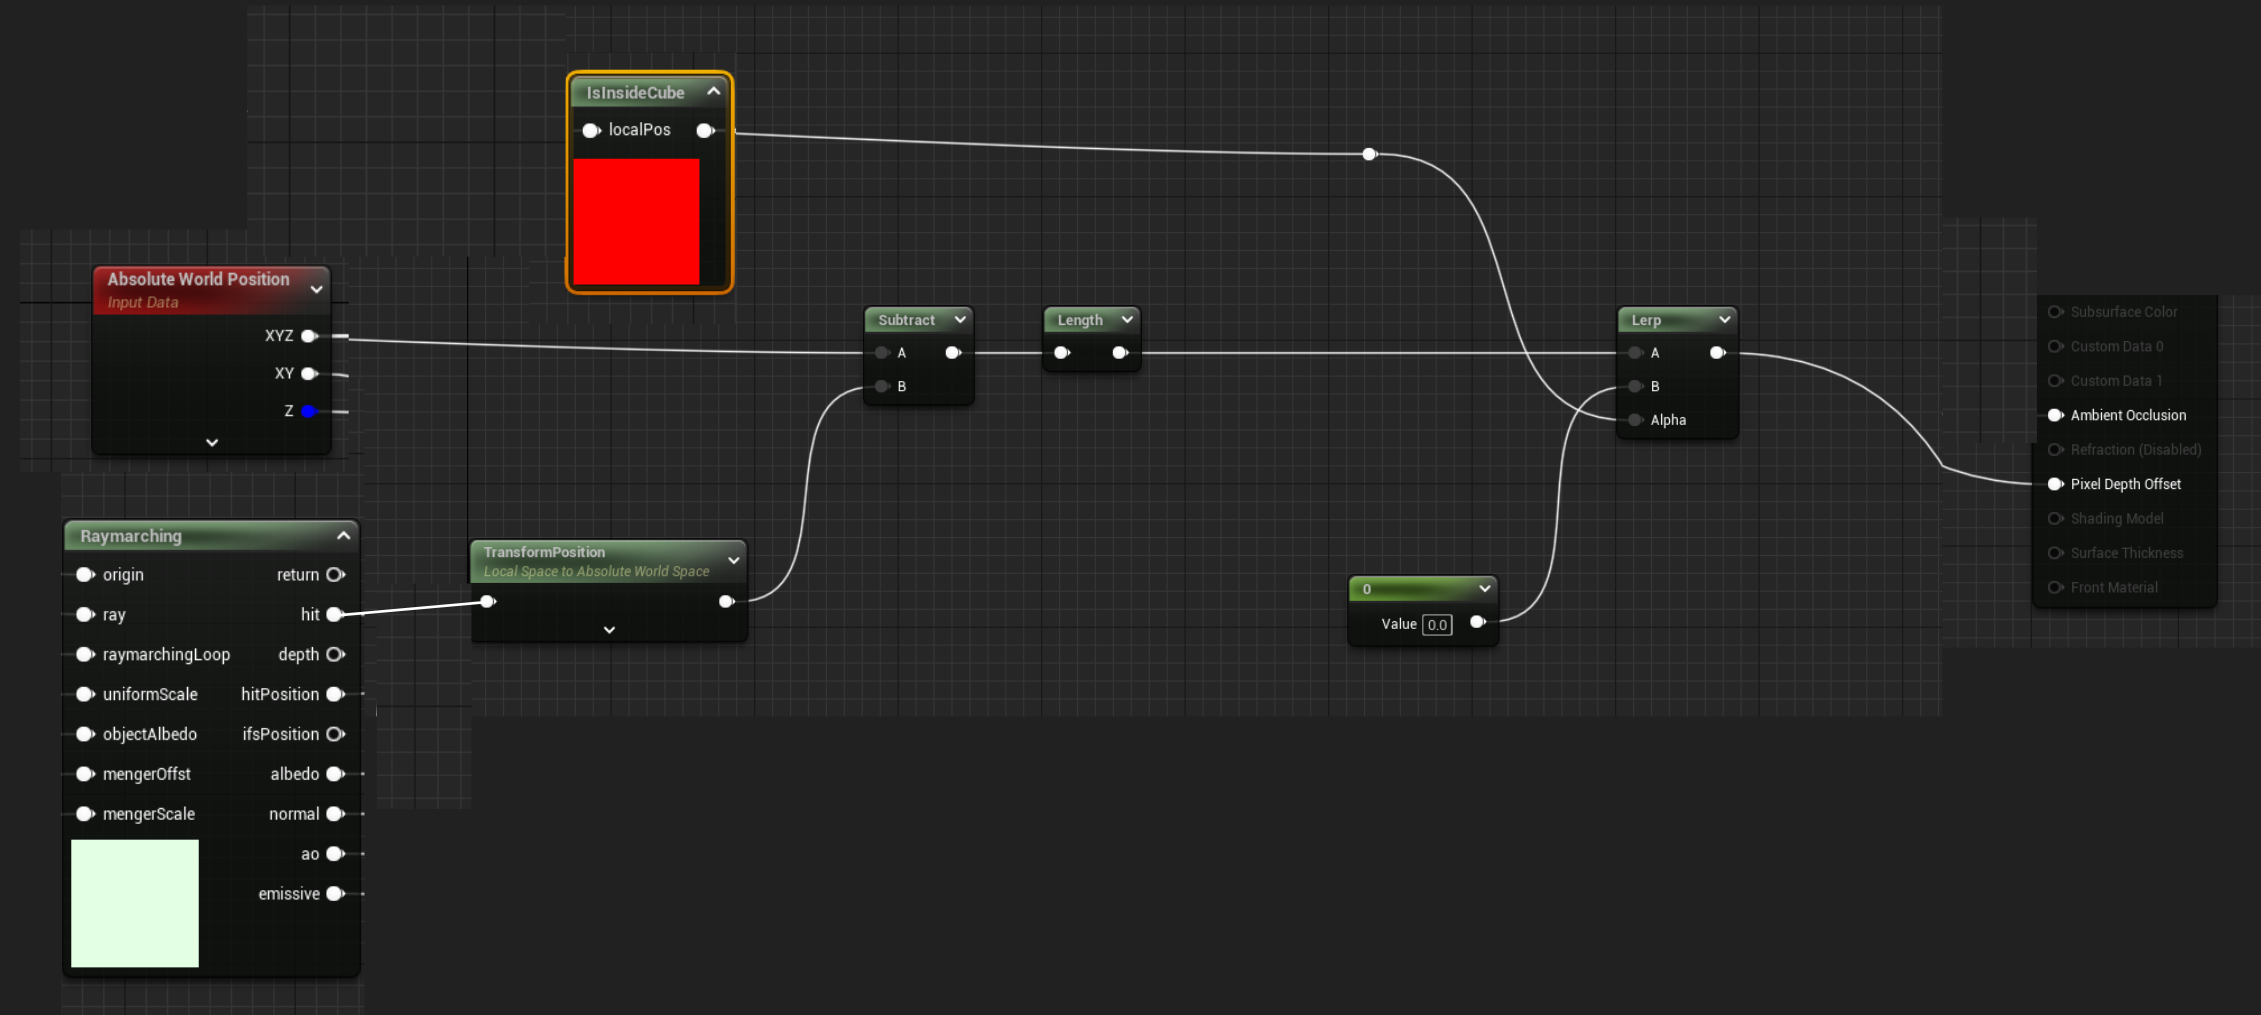 IsInsideCube
localPos
Absolute World Position
Input Data
XYZ
XY
Z
Subtract
A
B
Length
Lerp
A
B
Alpha
Subsurface Color
Custom Data 0
Custom Data 1
Ambient Occlusion
Refraction (Disabled)
Pixel Depth Offset
Shading Model
Surface Thickness
Front Material
Raymarching
origin return
ray hit
raymarchingLoop depth
uniformScale hitPosition
objectAlbedo ifsPosition
mengerOffst albedo
mengerScale normal
ao
emissive
TransformPosition
Local Space to Absolute World Space
0
Value 0.0